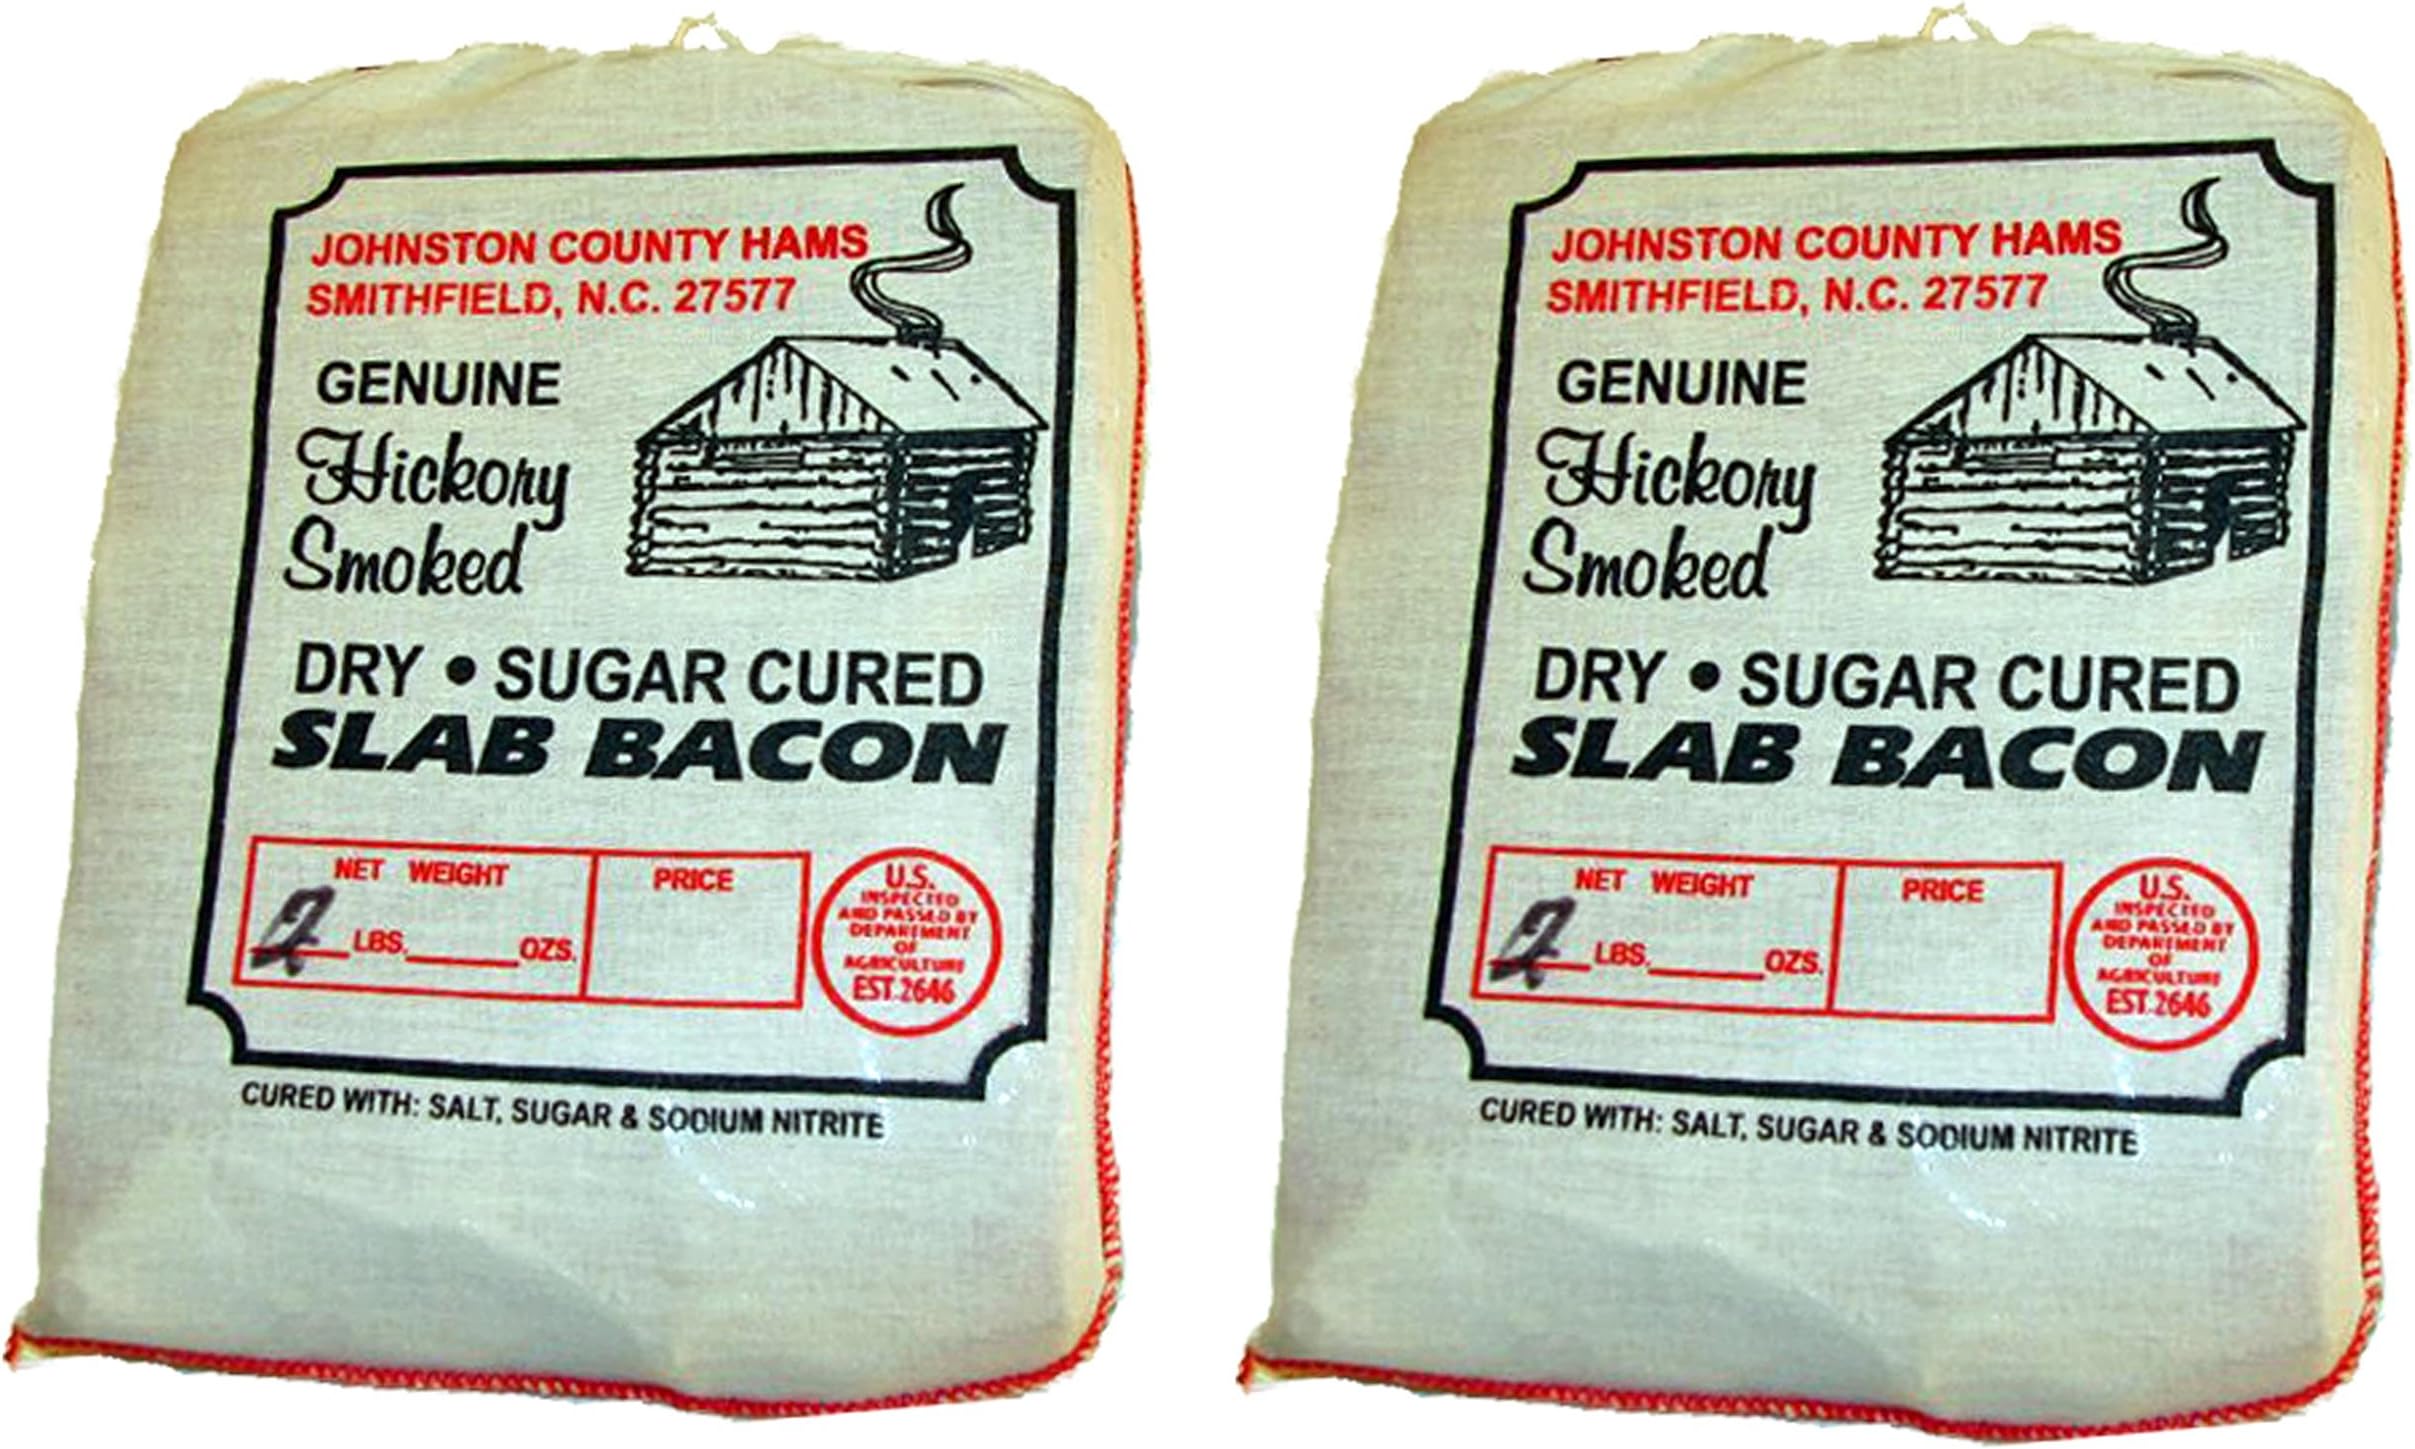 JOHNSTON COUNTY HAMS
SMITHFIELD, N.C. 27577
GENUINE
Hickory
Smoked
DRY • SUGAR CURED
SLAB BACON
NET WEIGHT
PRICE
2 LBS. OZS.
U.S.
INSPECTED
AND PASSED BY
DEPARTMENT
OF
AGRICULTURE
EST.2646
CURED WITH: SALT, SUGAR & SODIUM NITRITE
JOHNSTON COUNTY HAMS
SMITHFIELD, N.C. 27577
GENUINE
Hickory
Smoked
DRY • SUGAR CURED
SLAB BACON
NET WEIGHT
PRICE
2 LBS. OZS.
U.S.
INSPECTED
AND PASSED BY
DEPARTMENT
OF
AGRICULTURE
EST.2646
CURED WITH: SALT, SUGAR & SODIUM NITRITE